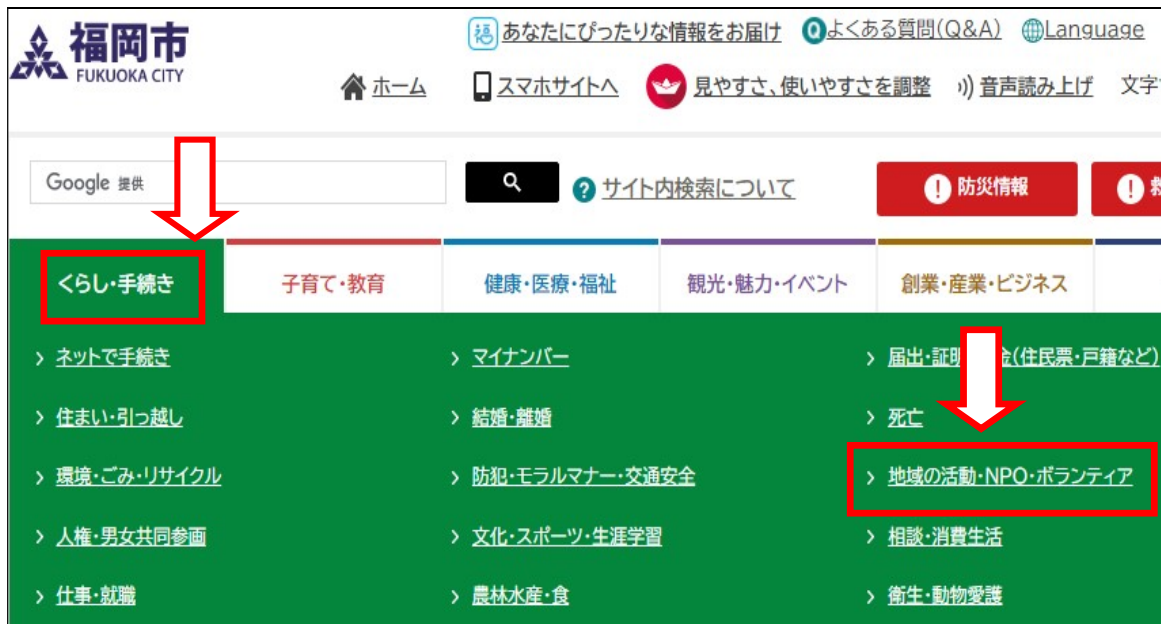 福岡市
FUKUOKA CITY
あなたにぴったりな情報をお届け よくある質問(Q&A) Language
ホーム スマホサイトへ 見やすさ、使いやすさを調整 音声読み上げ 文字
Google 提供 サイト内検索について 防災情報
くらし・手続き 子育て・教育 健康・医療・福祉 観光・魅力・イベント 創業・産業・ビジネス
ネットで手続き マイナンバー 届出・証明 (住民票・戸籍など)
住まい・引っ越し 結婚・離婚 死亡
環境・ごみ・リサイクル 防犯・モラルマナー・交通安全 地域の活動・NPO・ボランティア
人権・男女共同参画 文化・スポーツ・生涯学習 相談・消費生活
仕事・就職 農林水産・食 衛生・動物愛護